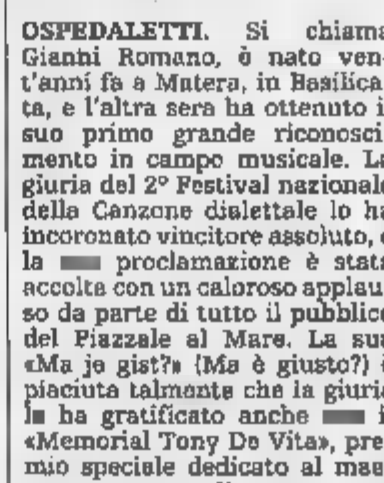 OSPEDALETTI. Si chiama
Gianni Romano, è nato ven-
t'anni fa a Matera, in Basilica-
ta, e l'altra sera ha ottenuto i
suo primo grande riconosci-
mento in campo musicale. La
giuria del 2° Festival nazionale
della Canzone dialettale lo ha
incoronato vincitore assoluto, e
la proclamazione è stata
accolta con un caloroso applau-
so da parte di tutto il pubblico
del Piazzale al Mare. La sua
«Ma je gist?» (Ma è giusto?) è
piaciuta talmente che la giuria
la ha gratificato anche i
«Memorial Tony De Vita», pre-
mio speciale dedicato al mae-